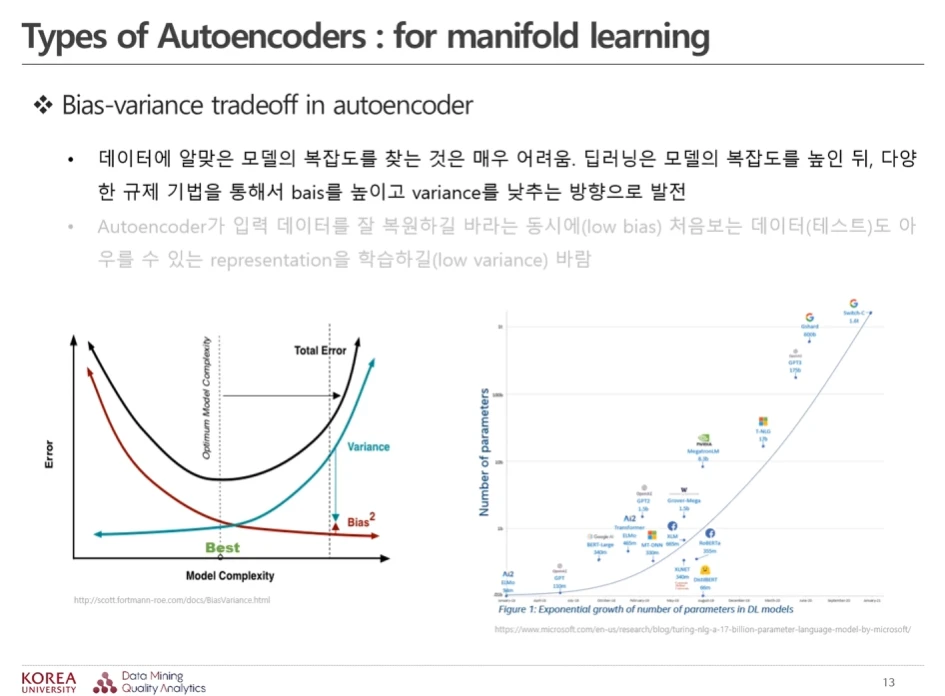 Types of Autoencoders : for manifold learning
❖ Bias-variance tradeoff in autoencoder
• 데이터에 알맞은 모델의 복잡도를 찾는 것은 매우 어려움. 딥러닝은 모델의 복잡도를 높인 뒤, 다양
한 규제 기법을 통해서 bais를 높이고 variance를 낮추는 방향으로 발전
• Autoencoder가 입력 데이터를 잘 복원하길 바라는 동시에(low bias) 처음보는 데이터(테스트)도 아
우를 수 있는 representation을 학습하길(low variance) 바람
Error
Optimum Model Complexity
Total Error
Variance
Bias²
Best
Model Complexity
http://scott.fortmann-roe.com/docs/BiasVariance.html
Number of parameters
Switch-C
Gshard
600b
GPT3
175b
T-NLG
17b
NVIDIA
MegatronLM
8.3b
GPT2
1.5b
Grover-Mega
1.5b
Ai2
Transformer
ELMo
465m
Google AI
BERT-Large
340m
MT-DNN
330m
XLM
RoBERTa
355m
XLNET
340m
DistilBERT
Ai2
ELMo
GPT
110m
Figure 1: Exponential growth of number of parameters in DL models
https://www.microsoft.com/en-us/research/blog/turing-nlg-a-17-billion-parameter-language-model-by-microsoft/
KOREA
UNIVERSITY
Data Mining
Quality Analytics
13